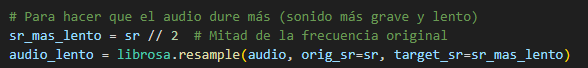 # Para hacer que el audio dure más (sonido más grave y lento)
sr_mas_lento = sr // 2  # Mitad de la frecuencia original
audio_lento = librosa.resample(audio, orig_sr=sr, target_sr=sr_mas_lento)